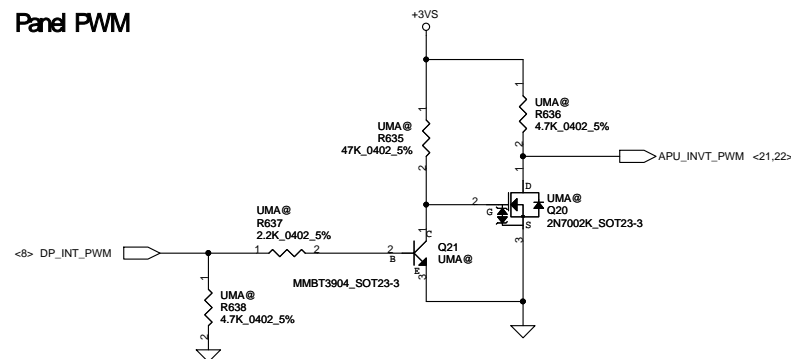 Panel PWM
+3VS
1
UMA@
R635
47K_0402_5%
2
1
UMA@
R636
4.7K_0402_5%
2
APU_INVT_PWM <21,22>
1
D
2
G
S
3
UMA@
Q20
2N7002K_SOT23-3
UMA@
R637
1 2.2K_0402_5% 2
<8> DP_INT_PWM
2
B
1
C
E
3
Q21
UMA@
MMBT3904_SOT23-3
1
UMA@
R638
4.7K_0402_5%
2